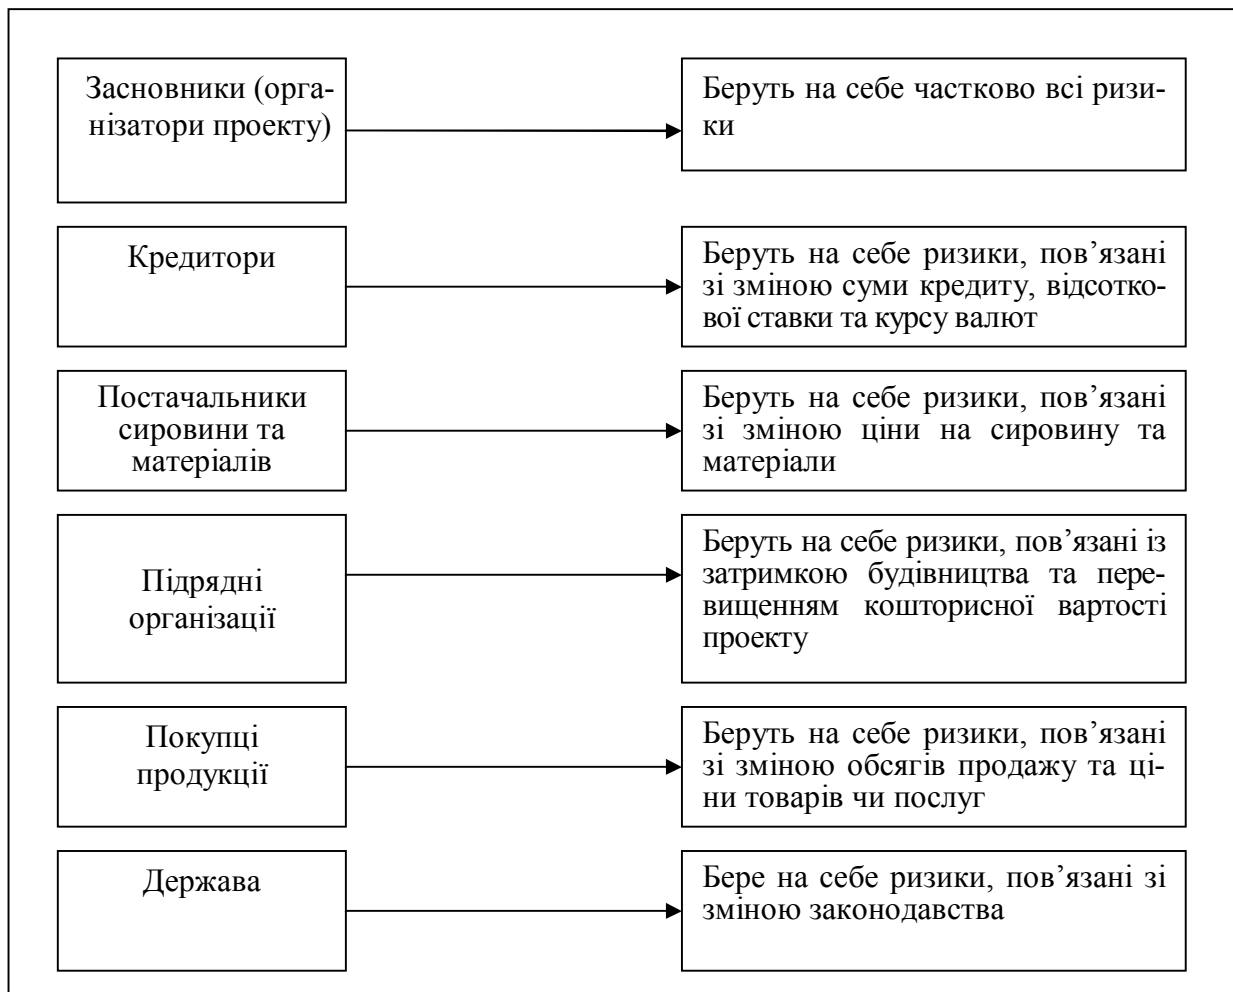 Засновники (орга-
нізатори проекту)
Беруть на себе частково всі ризи-
ки
Кредитори
Беруть на себе ризики, пов’язані
зі зміною суми кредиту, відсотко-
вої ставки та курсу валют
Постачальники
сировини та
матеріалів
Беруть на себе ризики, пов’язані
зі зміною ціни на сировину та
матеріали
Підрядні
організації
Беруть на себе ризики, пов’язані із
затримкою будівництва та пере-
вищенням кошторисної вартості
проекту
Покупці
продукції
Беруть на себе ризики, пов’язані
зі зміною обсягів продажу та ці-
ни товарів чи послуг
Держава
Бере на себе ризики, пов’язані зі
зміною законодавства